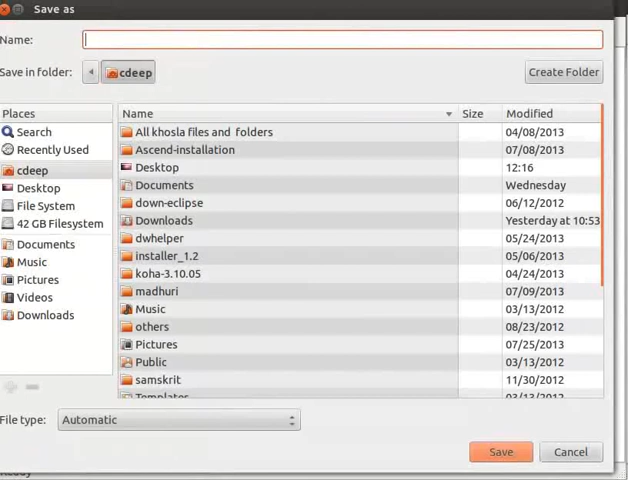 Save as
Name:
Save in folder: cdeep Create Folder
Places Name Size Modified
Search All khosla files and folders 04/08/2013
Recently Used Ascend-installation 07/08/2013
cdeep Desktop 12:16
Desktop Documents Wednesday
File System down-eclipse 06/12/2012
42 GB Filesystem Downloads Yesterday at 10:53
Documents dwhelper 05/24/2013
Music installer_1.2 05/06/2013
Pictures koha-3.10.05 04/24/2013
Videos madhuri 07/09/2013
Downloads Music 03/13/2012
others 08/23/2012
Pictures 07/25/2013
Public 03/13/2012
samskrit 11/30/2012
Templates 03/13/2012
File type: Automatic
Save Cancel
Ready